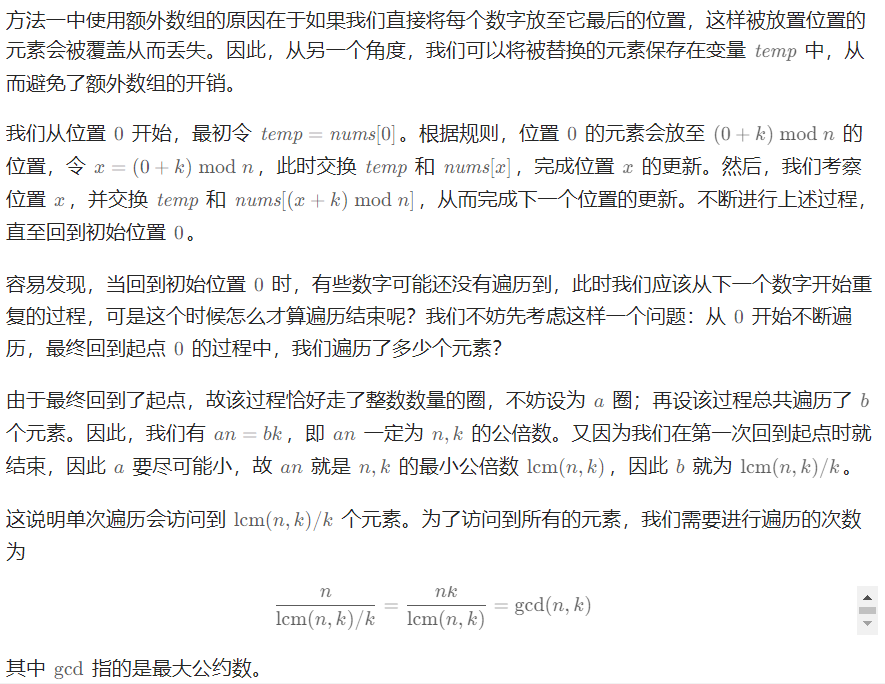 方法一中使用额外数组的原因在于如果我们直接将每个数字放至它最后的位置，这样被放置位置的
元素会被覆盖从而丢失。因此，从另一个角度，我们可以将被替换的元素保存在变量 temp 中，从
而避免了额外数组的开销。
我们从位置 0 开始，最初令 temp = nums[0]。根据规则，位置 0 的元素会放至 (0 + k) mod n 的
位置，令 x = (0 + k) mod n，此时交换 temp 和 nums[x]，完成位置 x 的更新。然后，我们考察
位置 x，并交换 temp 和 nums[(x + k) mod n]，从而完成下一个位置的更新。不断进行上述过程，
直至回到初始位置 0。
容易发现，当回到初始位置 0 时，有些数字可能还没有遍历到，此时我们应该从下一个数字开始重
复的过程，可是这个时候怎么才算遍历结束呢？我们不妨先考虑这样一个问题：从 0 开始不断遍
历，最终回到起点 0 的过程中，我们遍历了多少个元素？
由于最终回到了起点，故该过程恰好走了整数数量的圈，不妨设为 a 圈；再设该过程总共遍历了 b
个元素。因此，我们有 an = bk，即 an 一定为 n, k 的公倍数。又因为我们在第一次回到起点时就
结束，因此 a 要尽可能小，故 an 就是 n, k 的最小公倍数 lcm(n, k)，因此 b 就为 lcm(n, k)/k。
这说明单次遍历会访问到 lcm(n, k)/k 个元素。为了访问到所有的元素，我们需要进行遍历的次数
为
n / (lcm(n, k)/k) = nk / lcm(n, k) = gcd(n, k)
其中 gcd 指的是最大公约数。